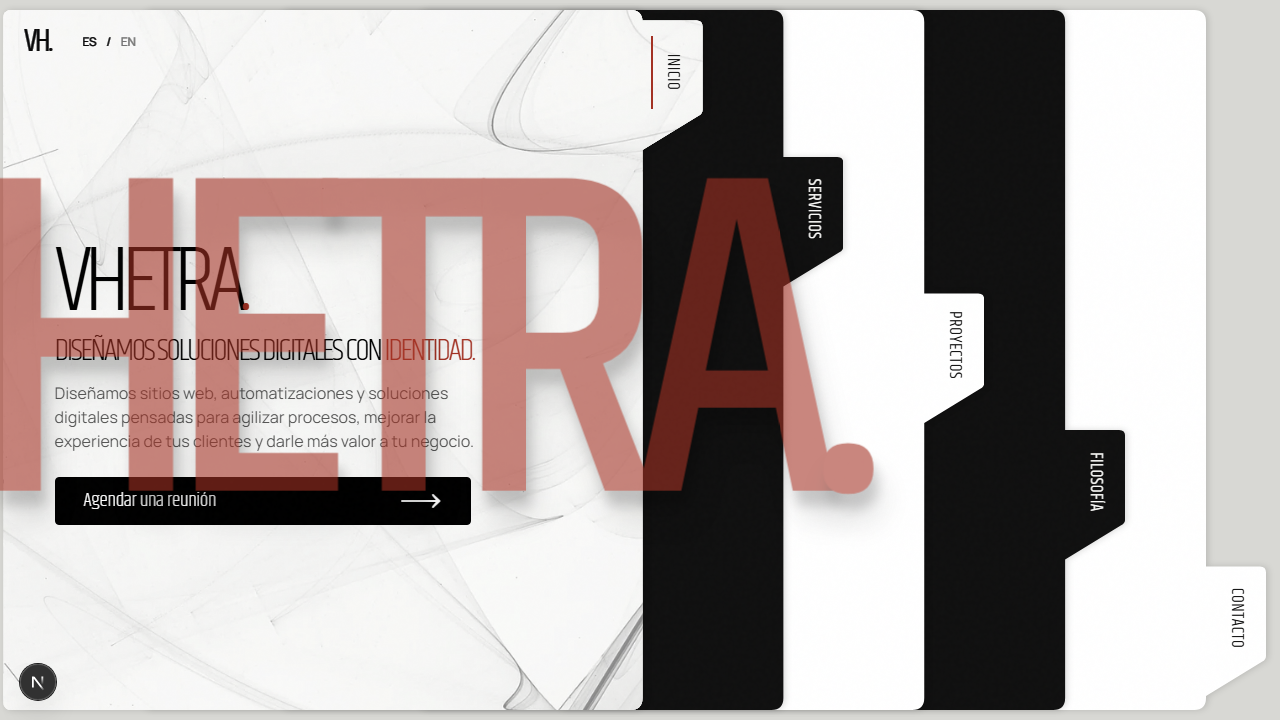 VH.
ES / EN
INICIO
SERVICIOS
PROYECTOS
FILOSOFÍA
CONTACTO
HETRA.
VHETRA.
DISEÑAMOS SOLUCIONES DIGITALES CON IDENTIDAD.
Diseñamos sitios web, automatizaciones y soluciones
digitales pensadas para agilizar procesos, mejorar la
experiencia de tus clientes y darle más valor a tu negocio.
Agendar una reunión
N